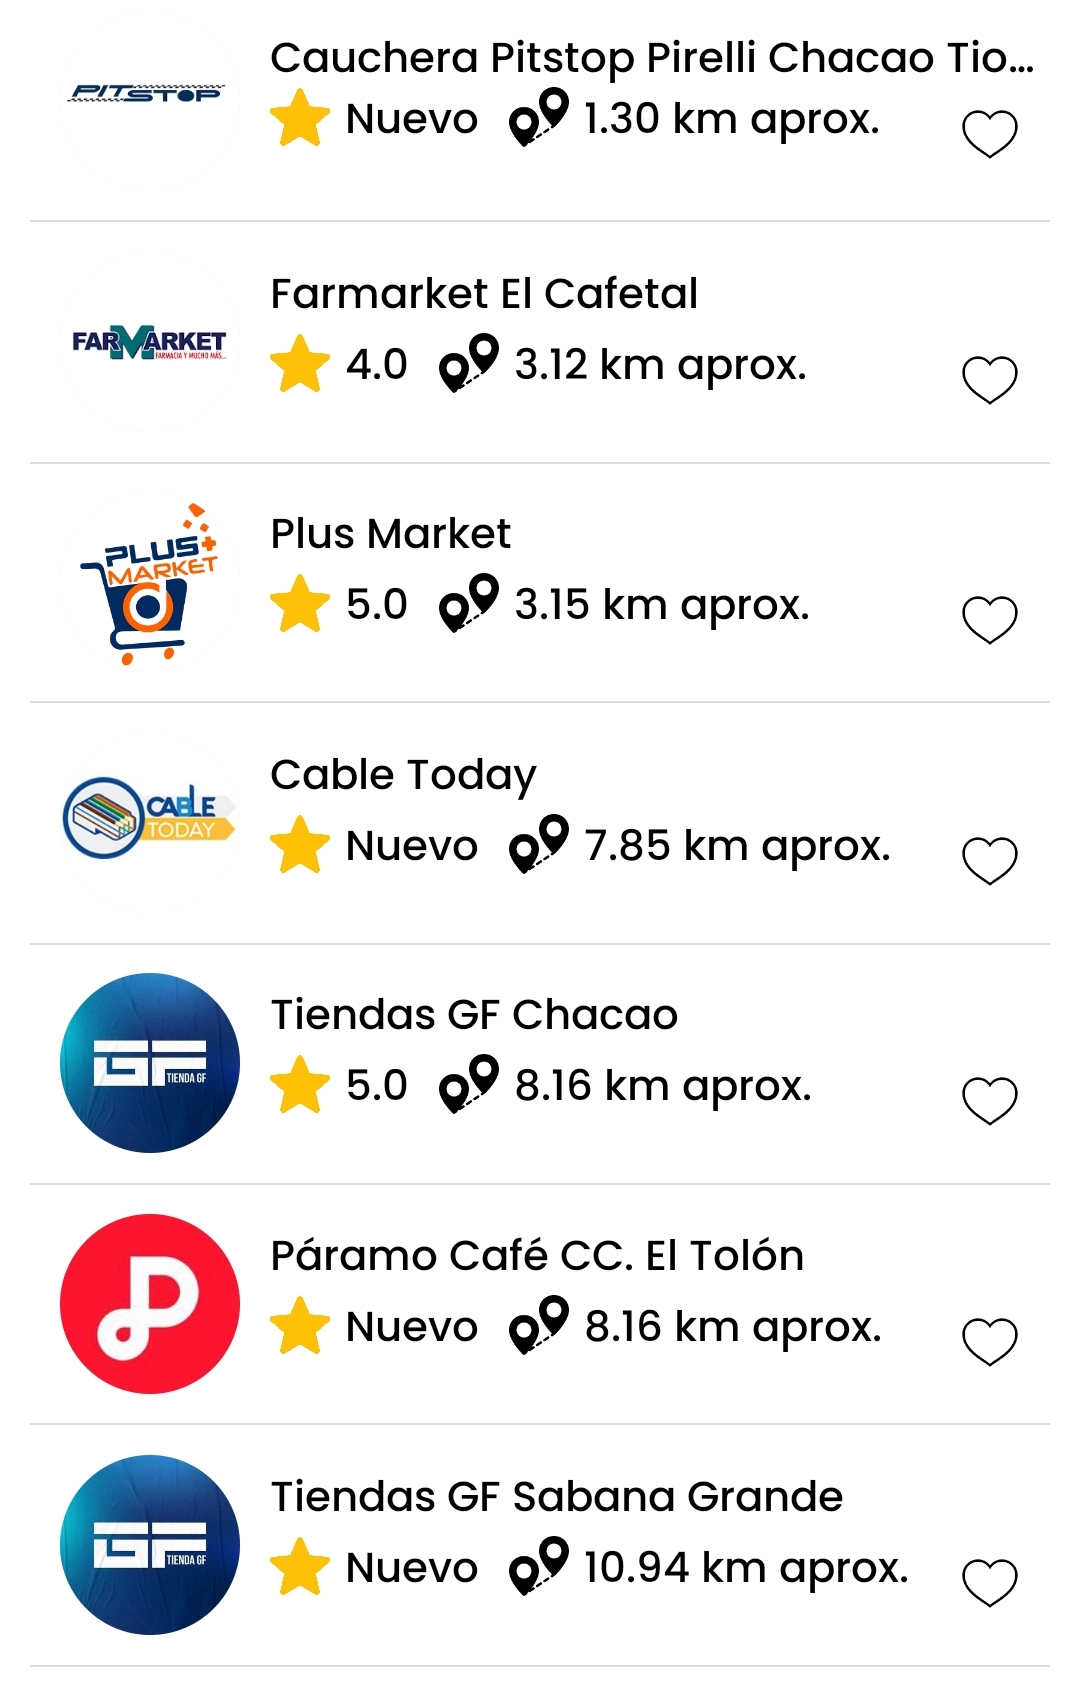 PITSTOP
Cauchera Pitstop Pirelli Chacao Tio...
Nuevo 1.30 km aprox.
FARMARKET
FARMACIA Y MUCHO MÁS...
Farmarket El Cafetal
4.0 3.12 km aprox.
PLUS+
MARKET
Plus Market
5.0 3.15 km aprox.
CABLE
TODAY
Cable Today
Nuevo 7.85 km aprox.
GF
TIENDA GF
Tiendas GF Chacao
5.0 8.16 km aprox.
Páramo Café CC. El Tolón
Nuevo 8.16 km aprox.
GF
TIENDA GF
Tiendas GF Sabana Grande
Nuevo 10.94 km aprox.